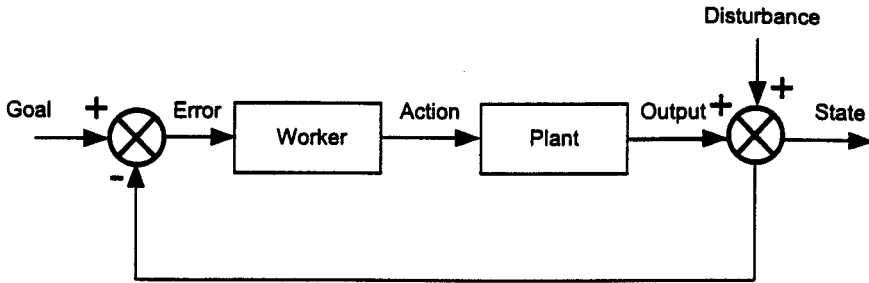 Disturbance
Goal
+
Error
Worker
Action
Plant
Output
+
+
State
-